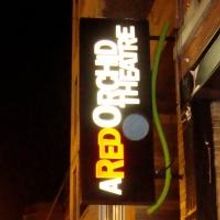 A RED ORCHID
THEATRE